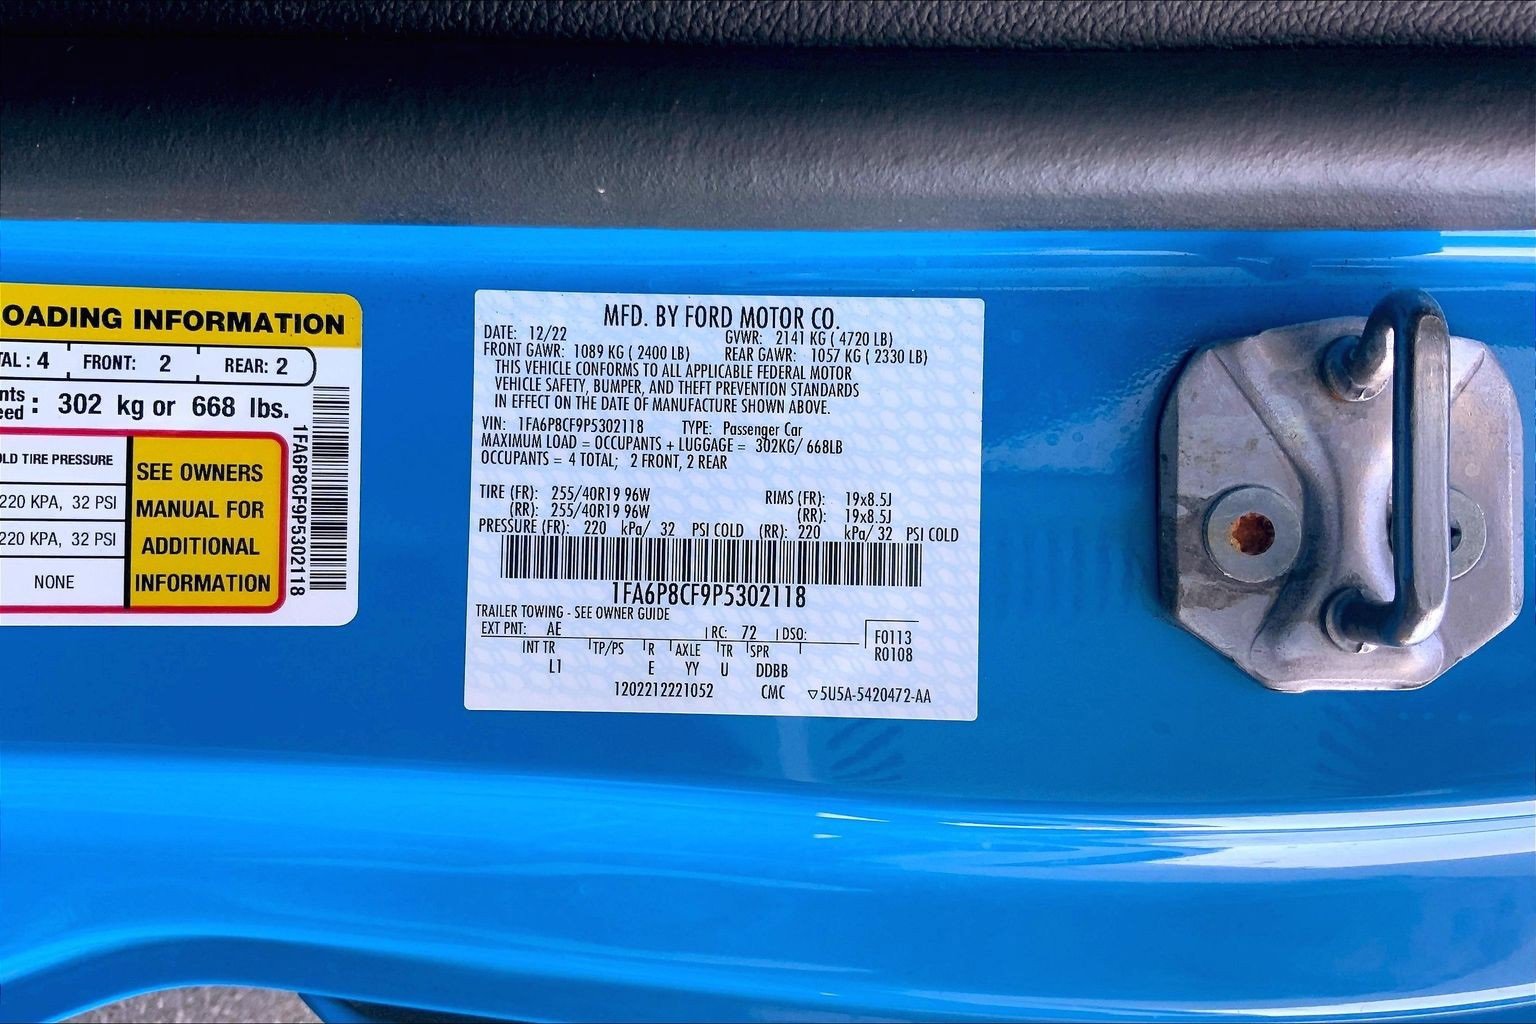 OADING INFORMATION
TAL : 4 FRONT: 2 REAR: 2
nts
eed : 302 kg or 668 lbs.
OLD TIRE PRESSURE
220 KPA, 32 PSI
220 KPA, 32 PSI
NONE
SEE OWNERS
MANUAL FOR
ADDITIONAL
INFORMATION
1FA6P8CF9P5302118
MFD. BY FORD MOTOR CO.
DATE: 12/22 GVWR: 2141 KG ( 4720 LB)
FRONT GAWR: 1089 KG ( 2400 LB) REAR GAWR: 1057 KG ( 2330 LB)
THIS VEHICLE CONFORMS TO ALL APPLICABLE FEDERAL MOTOR
VEHICLE SAFETY, BUMPER, AND THEFT PREVENTION STANDARDS
IN EFFECT ON THE DATE OF MANUFACTURE SHOWN ABOVE.
VIN: 1FA6P8CF9P5302118 TYPE: Passenger Car
MAXIMUM LOAD = OCCUPANTS + LUGGAGE = 302KG/ 668LB
OCCUPANTS = 4 TOTAL; 2 FRONT, 2 REAR
TIRE (FR): 255/40R19 96W RIMS (FR): 19x8.5J
(RR): 255/40R19 96W (RR): 19x8.5J
PRESSURE (FR): 220 kPa/ 32 PSI COLD (RR): 220 kPa/ 32 PSI COLD
1FA6P8CF9P5302118
TRAILER TOWING - SEE OWNER GUIDE
EXT PNT: AE RC: 72 DSO: F0113
R0108
INT TR TP/PS R AXLE TR SPR
L1 E YY U DDBB
1202212221052 CMC ▽5U5A-5420472-AA